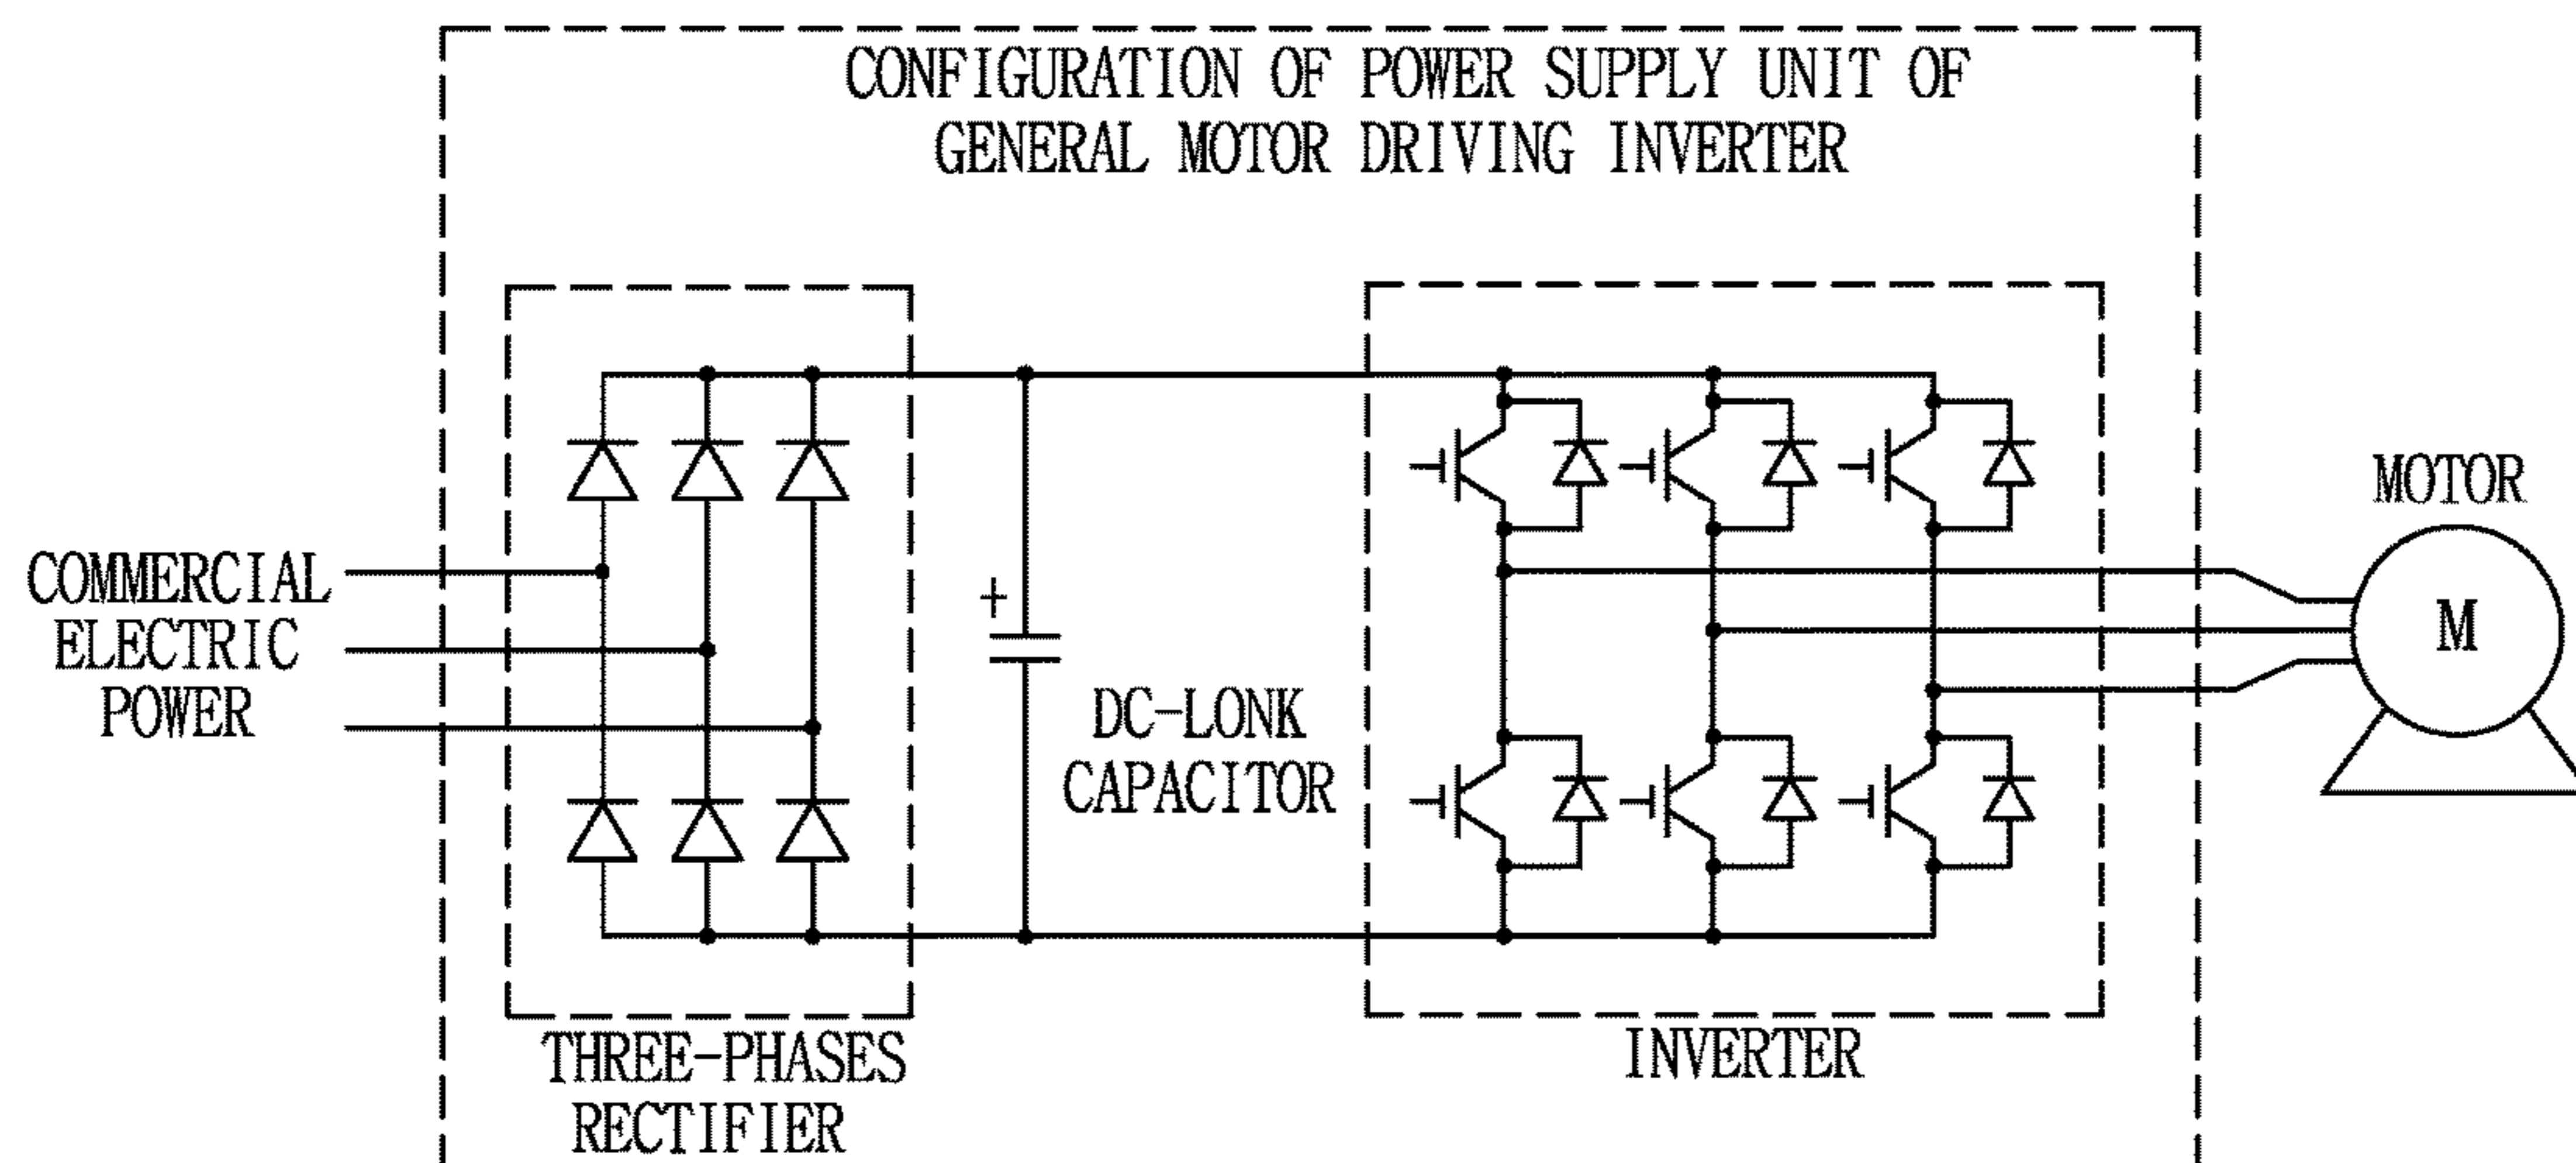 CONFIGURATION OF POWER SUPPLY UNIT OF
GENERAL MOTOR DRIVING INVERTER
COMMERCIAL
ELECTRIC
POWER
+
DC-LONK
CAPACITOR
MOTOR
M
THREE-PHASES
RECTIFIER
INVERTER